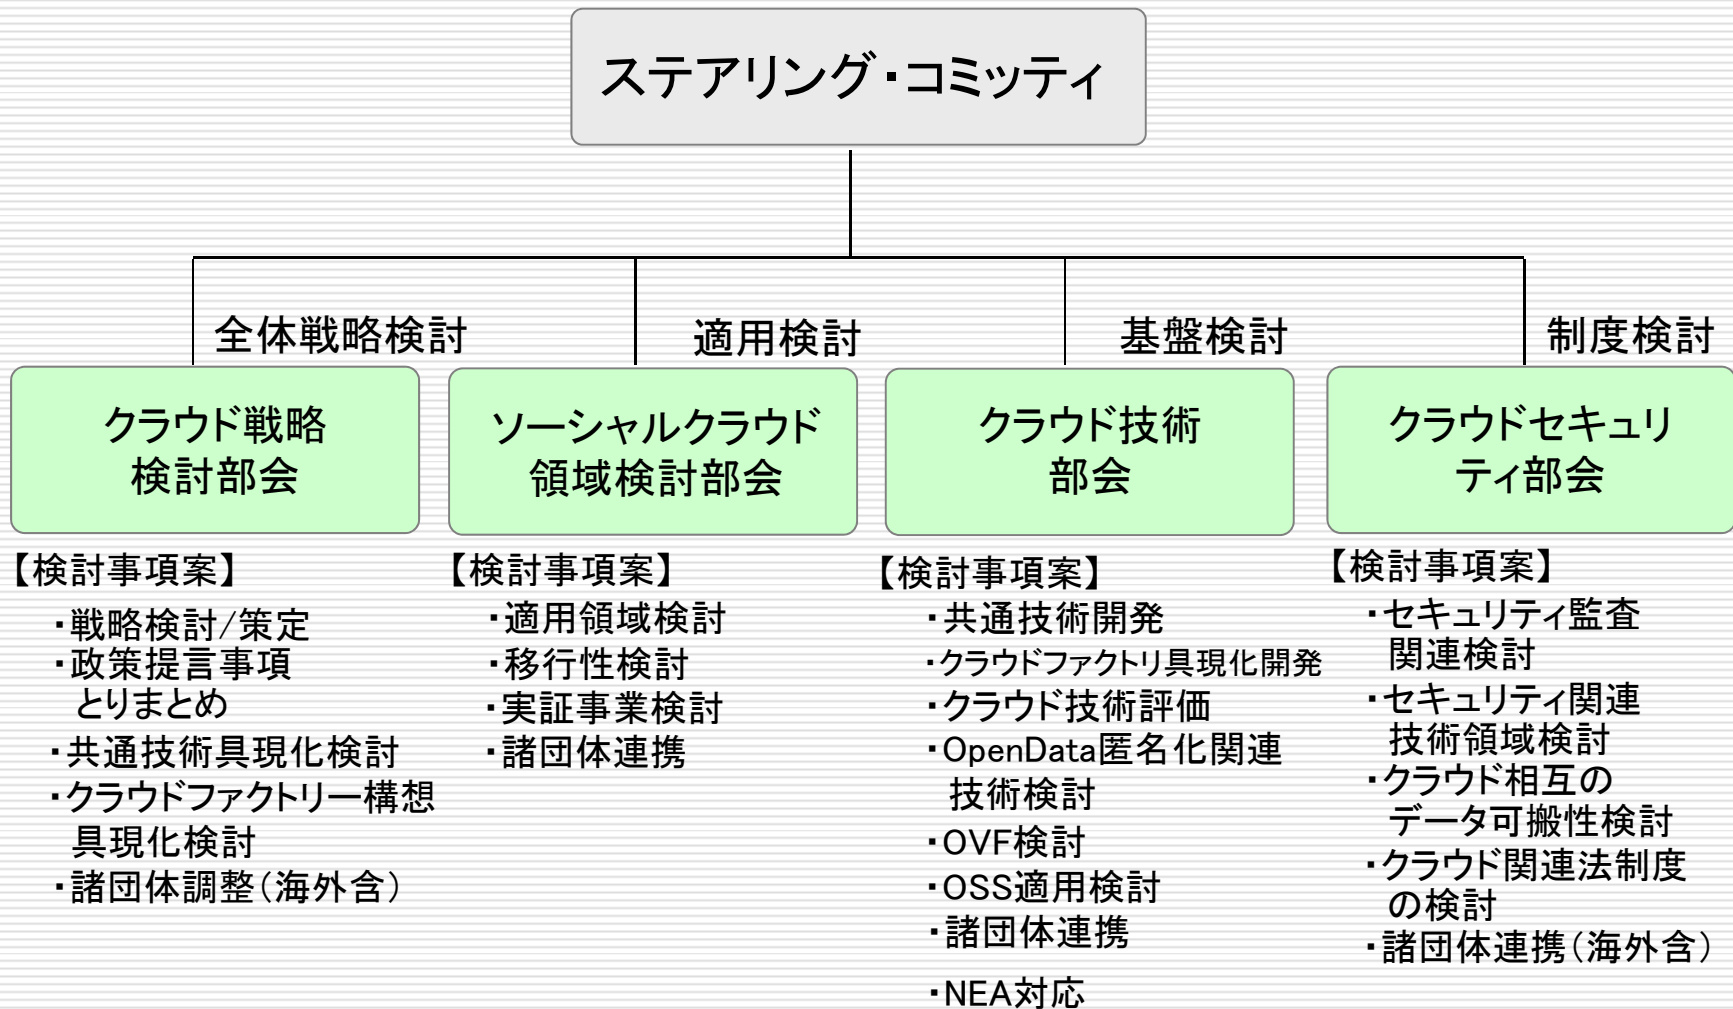 ステアリング・コミッティ
全体戦略検討
適用検討
基盤検討
制度検討
クラウド戦略
検討部会
ソーシャルクラウド
領域検討部会
クラウド技術
部会
クラウドセキュリ
ティ部会
【検討事項案】
・戦略検討/策定
・政策提言事項
とりまとめ
・共通技術具現化検討
・クラウドファクトリー構想
具現化検討
・諸団体調整(海外含)
【検討事項案】
・適用領域検討
・移行性検討
・実証事業検討
・諸団体連携
【検討事項案】
・共通技術開発
・クラウドファクトリ具現化開発
・クラウド技術評価
・OpenData匿名化関連
技術検討
・OVF検討
・OSS適用検討
・諸団体連携
・NEA対応
【検討事項案】
・セキュリティ監査
関連検討
・セキュリティ関連
技術領域検討
・クラウド相互の
データ可搬性検討
・クラウド関連法制度
の検討
・諸団体連携(海外含)